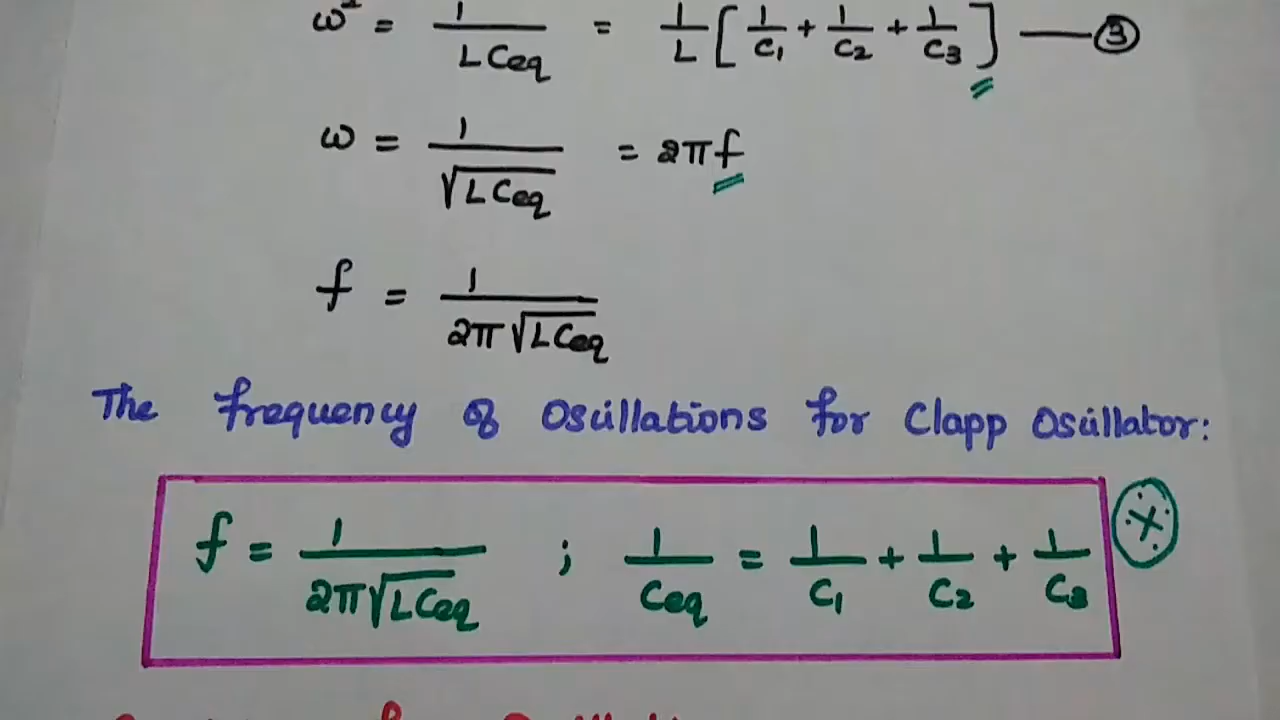 ω² = 1/LCeq = 1/L [1/C₁ + 1/C₂ + 1/C₃] —— ③
ω = 1/√LCeq = 2πf
f = 1/2π√LCeq
The frequency of Oscillations for Clapp Oscillator:
f = 1/2π√LCeq ; 1/Ceq = 1/C₁ + 1/C₂ + 1/C₃